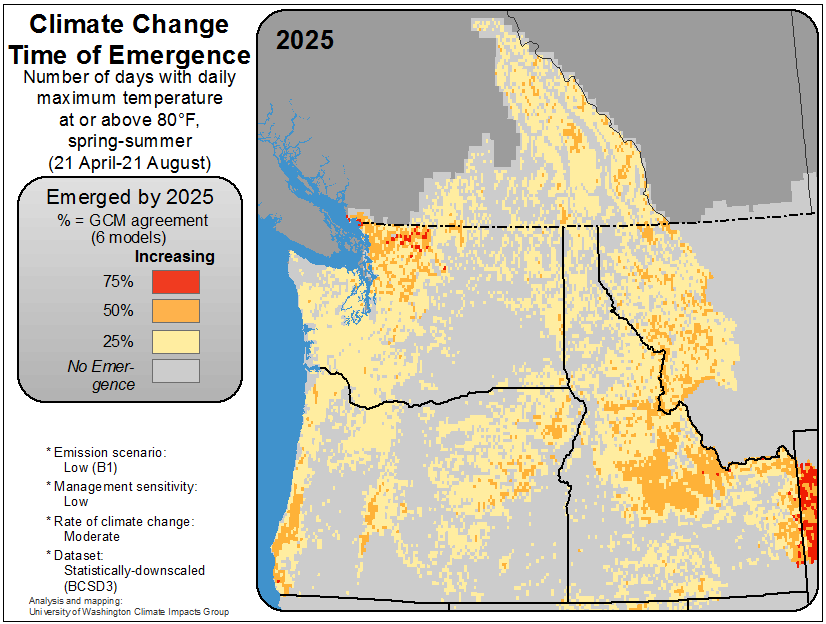 Climate Change
Time of Emergence
Number of days with daily
maximum temperature
at or above 80°F,
spring-summer
(21 April-21 August)
Emerged by 2025
% = GCM agreement
(6 models)
Increasing
75%
50%
25%
No Emer-
gence
* Emission scenario:
Low (B1)
* Management sensitivity:
Low
* Rate of climate change:
Moderate
* Dataset:
Statistically-downscaled
(BCSD3)
Analysis and mapping:
University of Washington Climate Impacts Group
2025